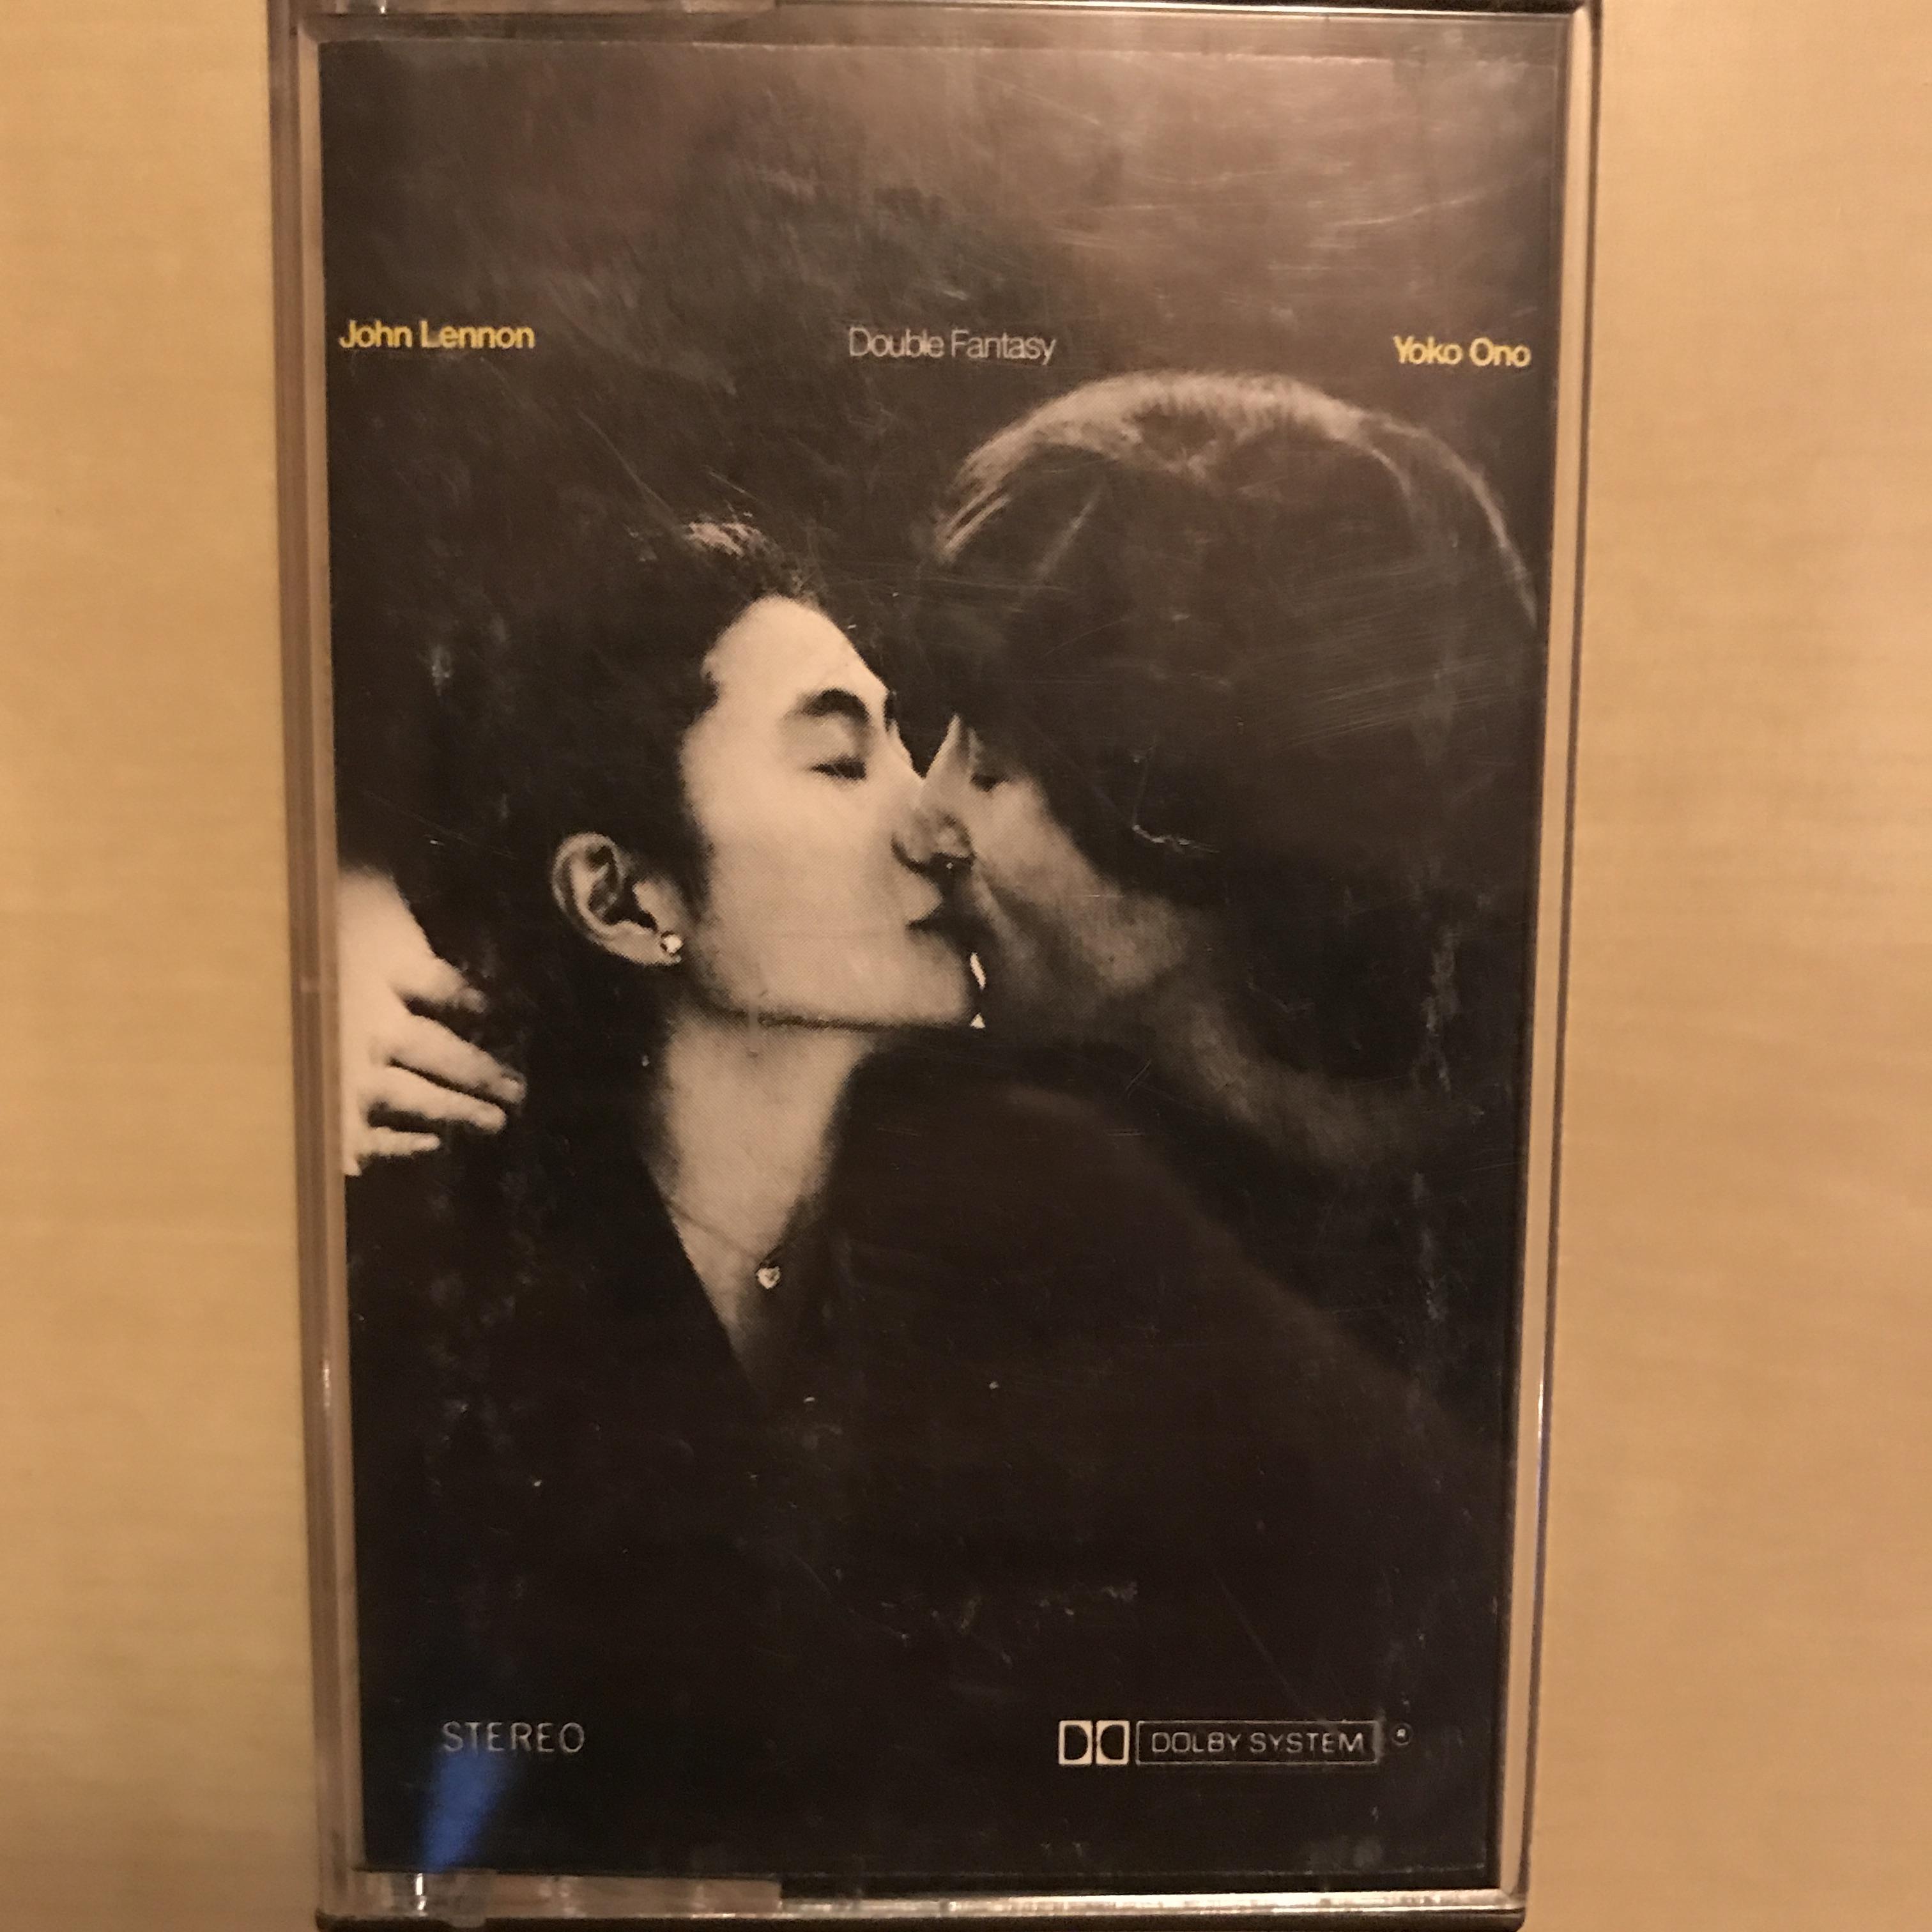 John Lennon
Double Fantasy
Yoko Ono
STEREO
DOLBY SYSTEM ®